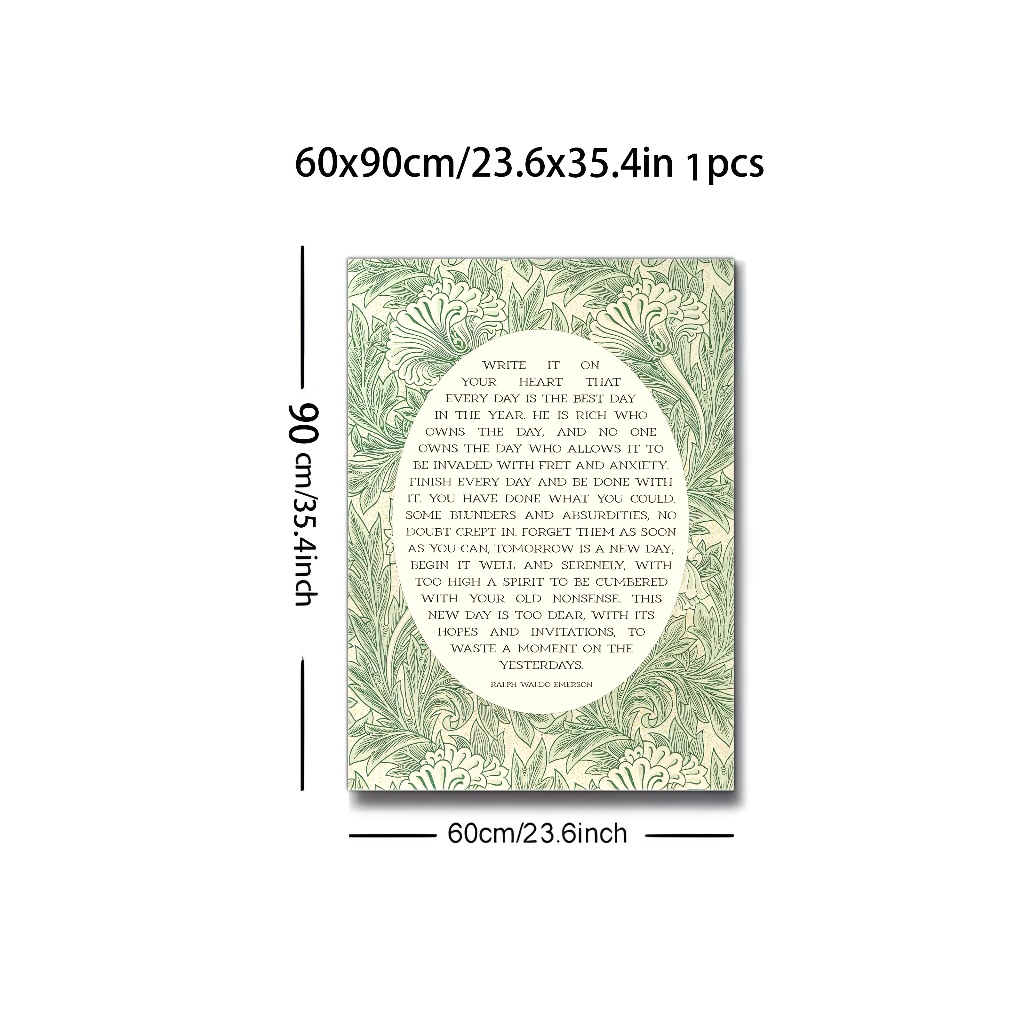 60x90cm/23.6x35.4in 1pcs
90 cm/35.4inch
WRITE IT ON
YOUR HEART THAT
EVERY DAY IS THE BEST DAY
IN THE YEAR. HE IS RICH WHO
OWNS THE DAY, AND NO ONE
OWNS THE DAY WHO ALLOWS IT TO
BE INVADED WITH FRET AND ANXIETY.
FINISH EVERY DAY AND BE DONE WITH
IT. YOU HAVE DONE WHAT YOU COULD.
SOME BLUNDERS AND ABSURDITIES, NO
DOUBT CREPT IN. FORGET THEM AS SOON
AS YOU CAN, TOMORROW IS A NEW DAY;
BEGIN IT WELL AND SERENELY, WITH
TOO HIGH A SPIRIT TO BE CUMBERED
WITH YOUR OLD NONSENSE. THIS
NEW DAY IS TOO DEAR, WITH ITS
HOPES AND INVITATIONS, TO
WASTE A MOMENT ON THE
YESTERDAYS.
RALPH WALDO EMERSON
60cm/23.6inch